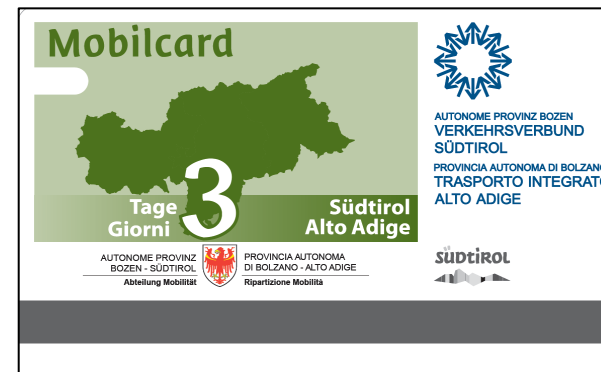 Mobilcard
3
Tage
Giorni
Südtirol
Alto Adige
AUTONOME PROVINZ
BOZEN - SÜDTIROL
Abteilung Mobilität
PROVINCIA AUTONOMA
DI BOLZANO - ALTO ADIGE
Ripartizione Mobilità
AUTONOME PROVINZ BOZEN
VERKEHRSVERBUND
SÜDTIROL
PROVINCIA AUTONOMA DI BOLZANO
TRASPORTO INTEGRATO
ALTO ADIGE
SÜDTIROL